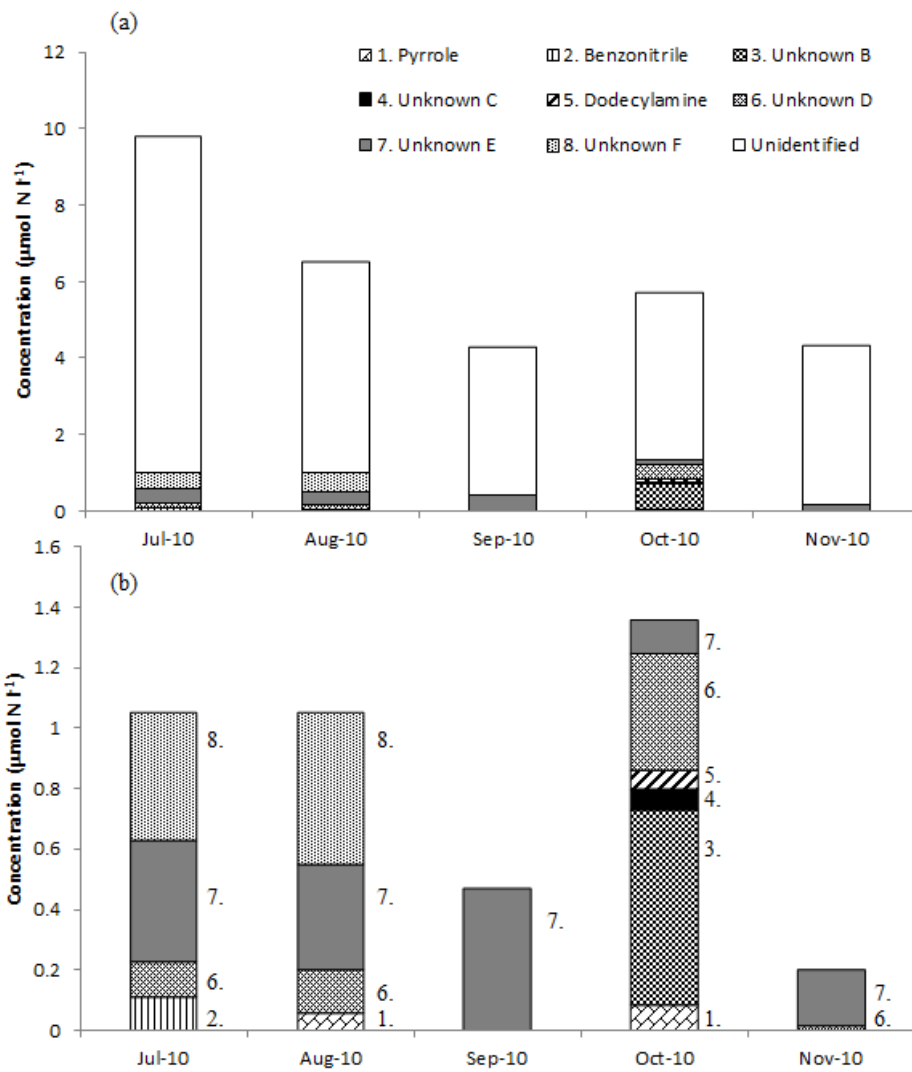 (a)
12
10
8
6
4
2
0
Concentration (µmol N l⁻¹)
1. Pyrrole
2. Benzonitrile
3. Unknown B
4. Unknown C
5. Dodecylamine
6. Unknown D
7. Unknown E
8. Unknown F
Unidentified
Jul-10
Aug-10
Sep-10
Oct-10
Nov-10
(b)
1.6
1.4
1.2
1
0.8
0.6
0.4
0.2
0
Concentration (µmol N l⁻¹)
8.
7.
6.
2.
8.
7.
6.
1.
7.
7.
6.
5.
4.
3.
1.
7.
6.
Jul-10
Aug-10
Sep-10
Oct-10
Nov-10